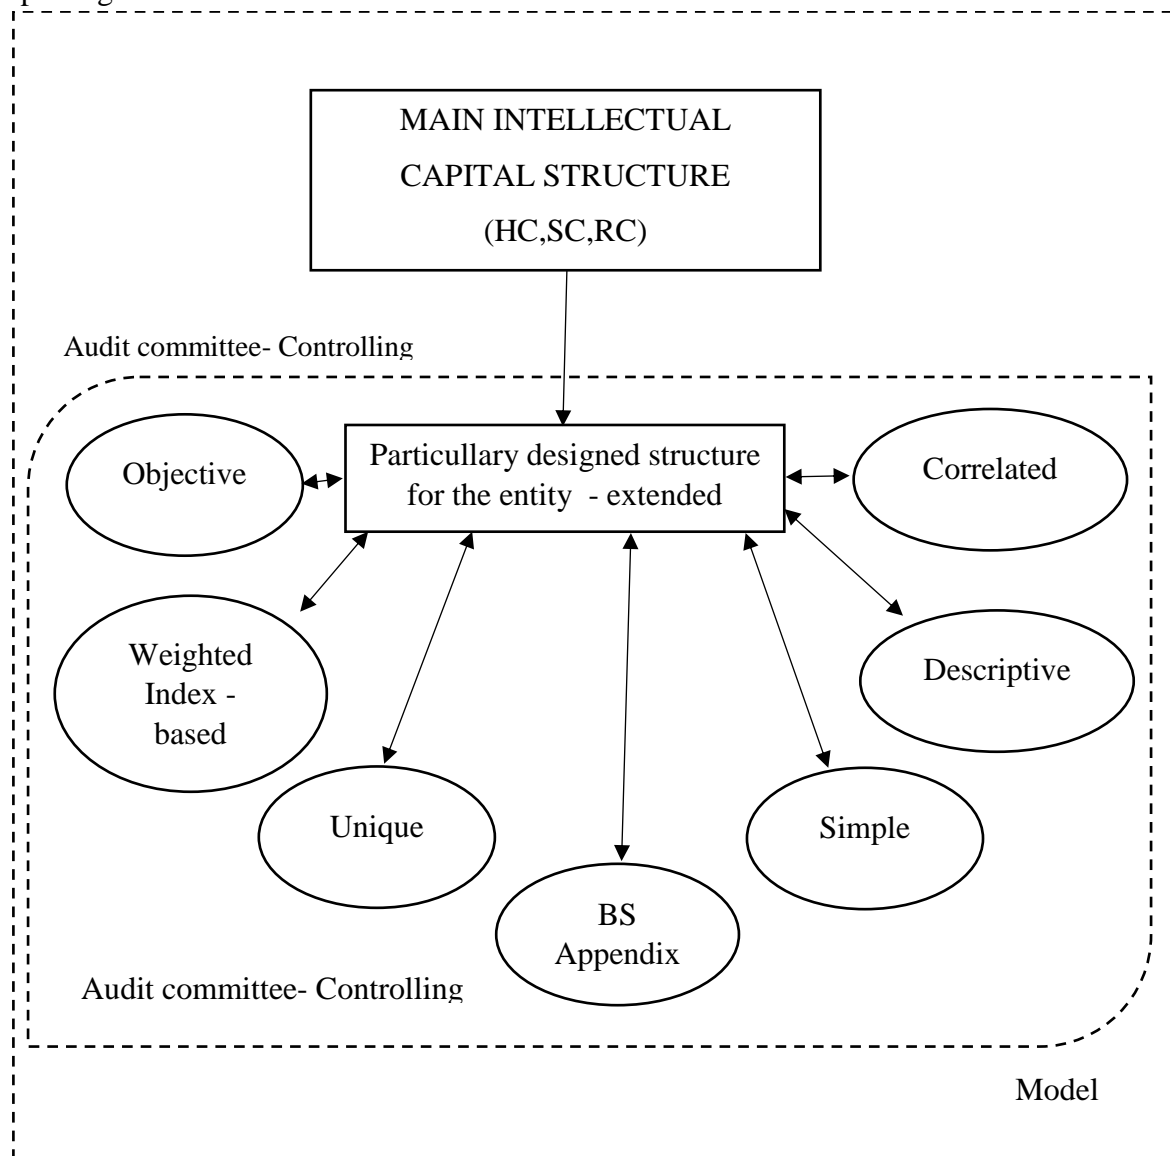 MAIN INTELLECTUAL
CAPITAL STRUCTURE
(HC,SC,RC)
Audit committee- Controlling
Objective
Particullary designed structure
for the entity - extended
Correlated
Weighted
Index -
based
Descriptive
Unique
Simple
BS
Appendix
Audit committee- Controlling
Model